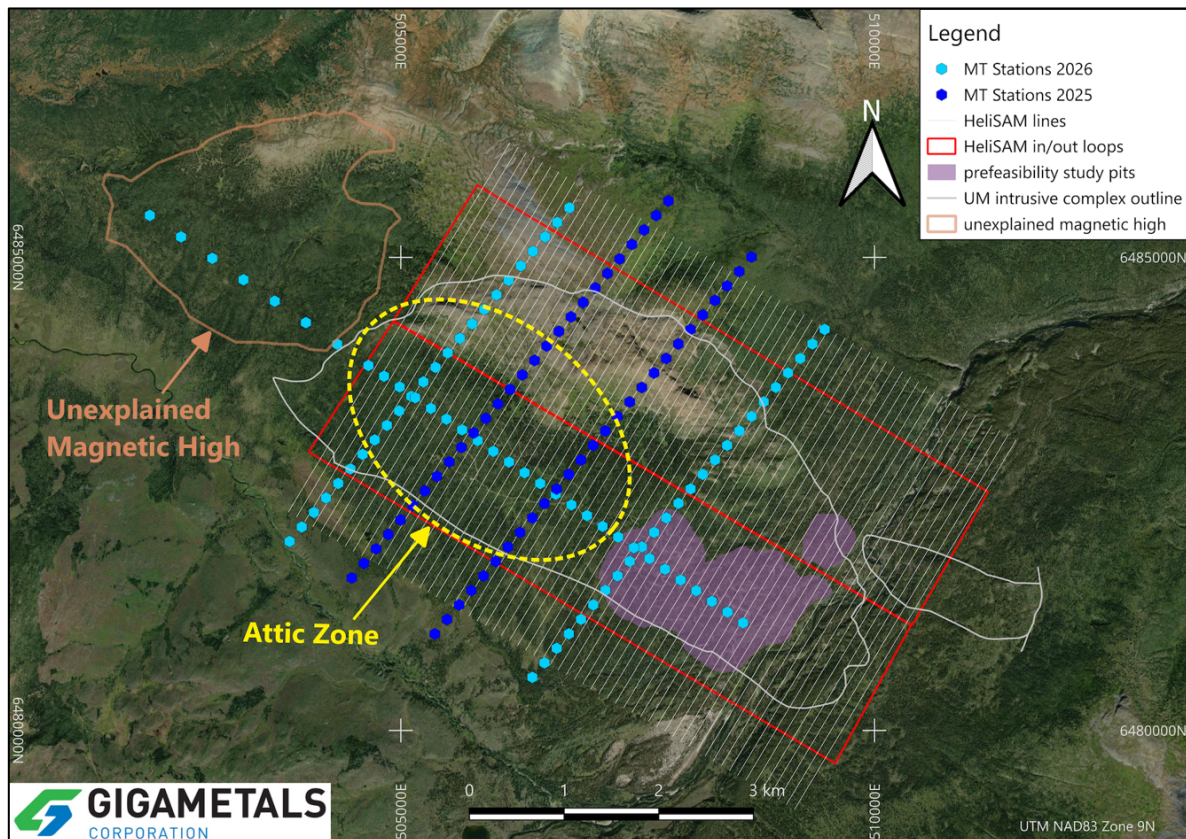 505000E
510000E
Legend
MT Stations 2026
MT Stations 2025
HeliSAM lines
HeliSAM in/out loops
prefeasibility study pits
UM intrusive complex outline
unexplained magnetic high
N
6485000N
6485000N
Unexplained
Magnetic High
Attic Zone
6480000N
6480000N
0 1 2 3 km
GIGAMETALS
CORPORATION
505000E
510000E
UTM NAD83 Zone 9N